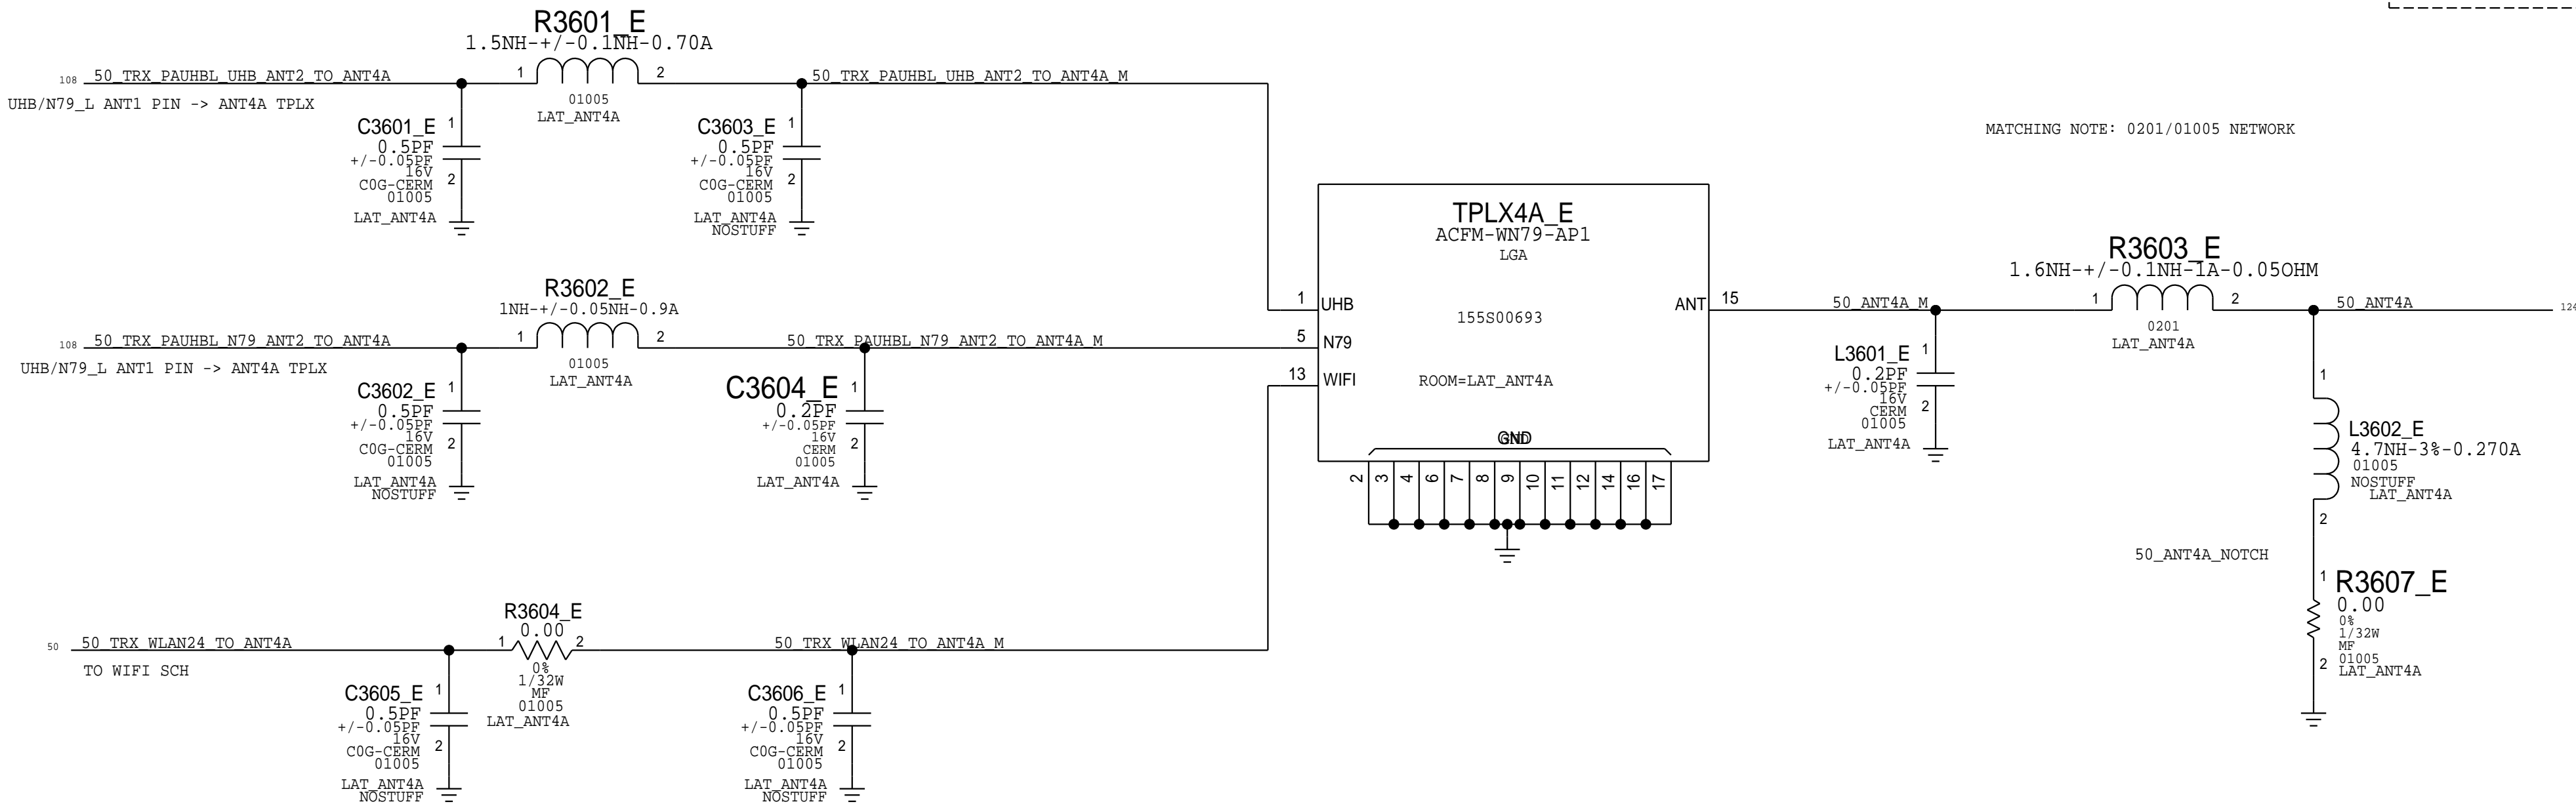 R3601_E
1.5NH-+/-0.1NH-0.70A
108 50_TRX_PAUHBL_UHB_ANT2_TO_ANT4A
1 2
50_TRX_PAUHBL_UHB_ANT2_TO_ANT4A_M
UHB/N79_L ANT1 PIN -> ANT4A TPLX
01005
LAT_ANT4A
C3601_E 1
0.5PF
+/-0.05PF
16V
2
C0G-CERM
01005
LAT_ANT4A
C3603_E 1
0.5PF
+/-0.05PF
16V
2
C0G-CERM
01005
LAT_ANT4A
NOSTUFF
MATCHING NOTE: 0201/01005 NETWORK
R3602_E
1NH-+/-0.05NH-0.9A
108 50_TRX_PAUHBL_N79_ANT2_TO_ANT4A
1 2
50_TRX_PAUHBL_N79_ANT2_TO_ANT4A_M
UHB/N79_L ANT1 PIN -> ANT4A TPLX
01005
LAT_ANT4A
C3602_E 1
0.5PF
+/-0.05PF
16V
2
C0G-CERM
01005
LAT_ANT4A
NOSTUFF
C3604_E 1
0.2PF
+/-0.05PF
16V
2
CERM
01005
LAT_ANT4A
R3604_E
0.00
50 50_TRX_WLAN24_TO_ANT4A
1 2
50_TRX_WLAN24_TO_ANT4A_M
TO WIFI SCH
0%
1/32W
MF
01005
LAT_ANT4A
C3605_E 1
0.5PF
+/-0.05PF
16V
2
C0G-CERM
01005
LAT_ANT4A
NOSTUFF
C3606_E 1
0.5PF
+/-0.05PF
16V
2
C0G-CERM
01005
LAT_ANT4A
NOSTUFF
TPLX4A_E
ACFM-WN79-AP1
LGA
1 UHB
5 N79
13 WIFI
155S00693
ROOM=LAT_ANT4A
ANT 15
GND
2 3 4 6 7 8 9 10 11 12 14 16 17
50_ANT4A_M
R3603_E
1.6NH-+/-0.1NH-1A-0.05OHM
1 2
50_ANT4A
124
0201
LAT_ANT4A
L3601_E 1
0.2PF
+/-0.05PF
16V
2
CERM
01005
LAT_ANT4A
1
L3602_E
4.7NH-3%-0.270A
01005
NOSTUFF
LAT_ANT4A
2
50_ANT4A_NOTCH
1
R3607_E
0.00
0%
1/32W
MF
01005
2
LAT_ANT4A